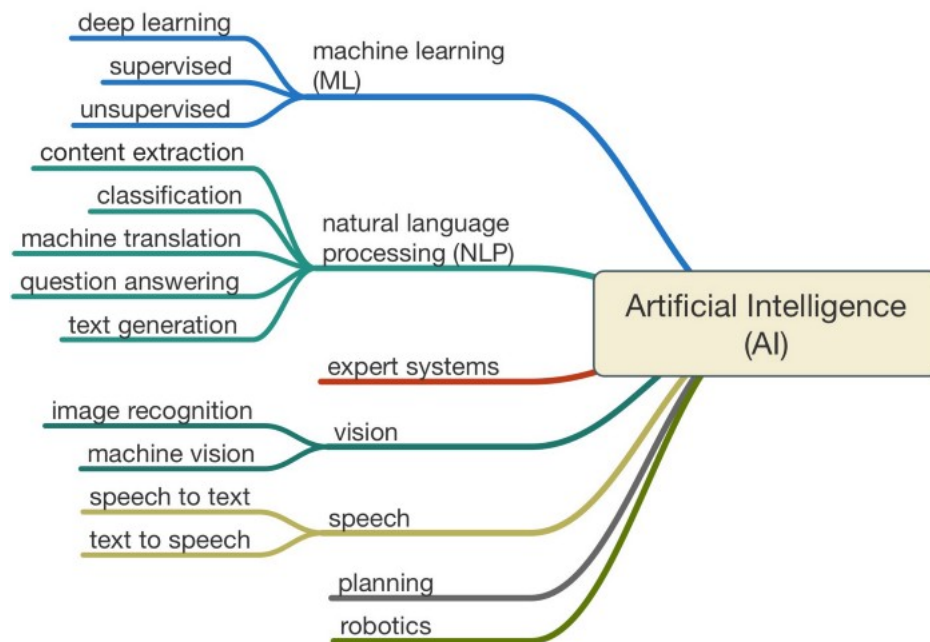 deep learning
supervised
unsupervised
machine learning
(ML)
content extraction
classification
machine translation
question answering
text generation
natural language
processing (NLP)
Artificial Intelligence
(AI)
expert systems
image recognition
machine vision
vision
speech to text
text to speech
speech
planning
robotics